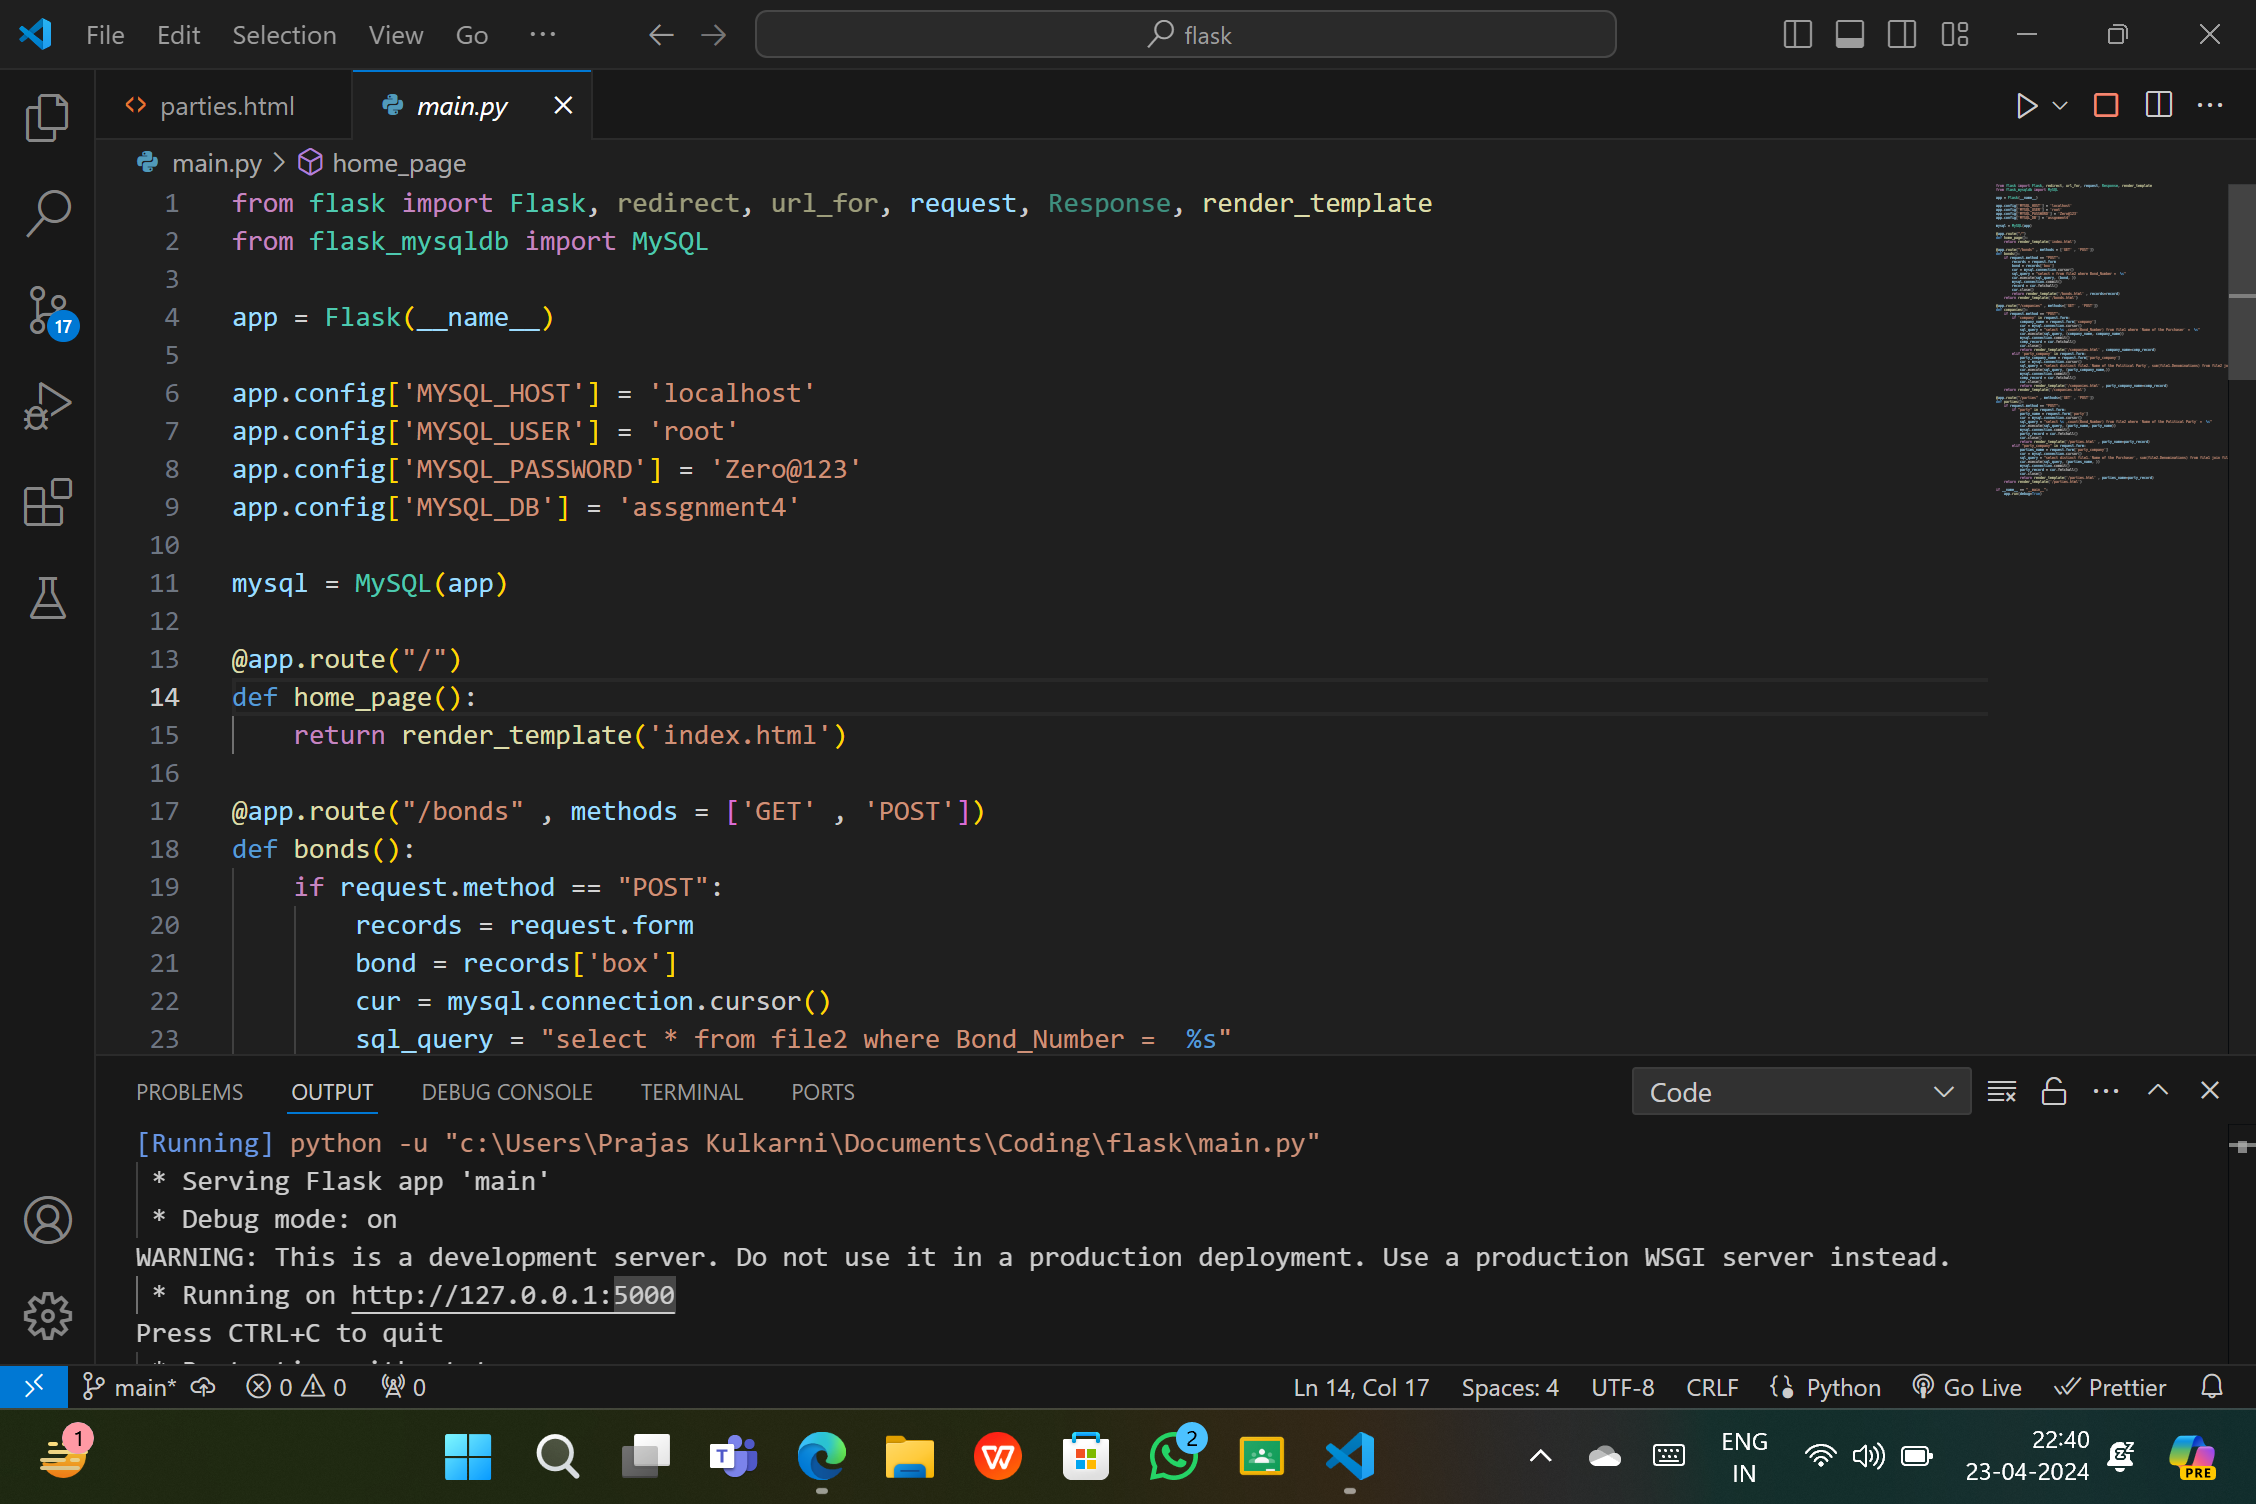 File Edit Selection View Go ··· flask
parties.html main.py
main.py > home_page
1 from flask import Flask, redirect, url_for, request, Response, render_template
2 from flask_mysqldb import MySQL
3
4 app = Flask(__name__)
5
6 app.config['MYSQL_HOST'] = 'localhost'
7 app.config['MYSQL_USER'] = 'root'
8 app.config['MYSQL_PASSWORD'] = 'Zero@123'
9 app.config['MYSQL_DB'] = 'assgnment4'
10
11 mysql = MySQL(app)
12
13 @app.route("/")
14 def home_page():
15     return render_template('index.html')
16
17 @app.route("/bonds" , methods = ['GET' , 'POST'])
18 def bonds():
19     if request.method == "POST":
20         records = request.form
21         bond = records['box']
22         cur = mysql.connection.cursor()
23         sql_query = "select * from file2 where Bond_Number =  %s"
17
PROBLEMS OUTPUT DEBUG CONSOLE TERMINAL PORTS Code
[Running] python -u "c:\Users\Prajas Kulkarni\Documents\Coding\flask\main.py"
 * Serving Flask app 'main'
 * Debug mode: on
WARNING: This is a development server. Do not use it in a production deployment. Use a production WSGI server instead.
 * Running on http://127.0.0.1:5000
Press CTRL+C to quit
main* 0 0 0 Ln 14, Col 17 Spaces: 4 UTF-8 CRLF Python Go Live Prettier
1 T W 2 ENG 22:40
IN 23-04-2024 PRE